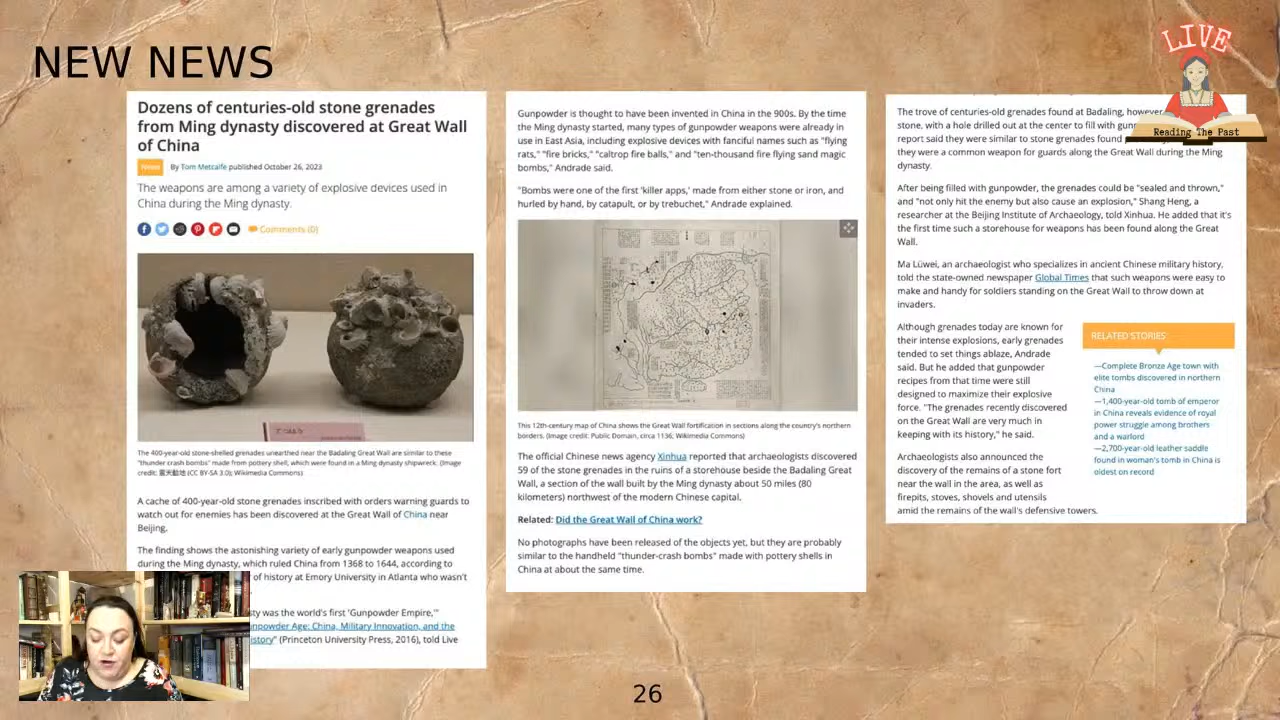 NEW NEWS
LIVE
Reading The Past
Dozens of centuries-old stone grenades
from Ming dynasty discovered at Great Wall
of China
News
By Tom Metcalfe published October 26, 2023
The weapons are among a variety of explosive devices used in
China during the Ming dynasty.
Comments (0)
The 400-year-old stone-shelled grenades unearthed near the Badaling Great Wall are similar to these
"thunder crash bombs" made from pottery shell, which were found in a Ming dynasty shipwreck. (Image
credit: 震天動地 (CC BY-SA 3.0); Wikimedia Commons)
A cache of 400-year-old stone grenades inscribed with orders warning guards to
watch out for enemies has been discovered at the Great Wall of China near
Beijing.
The finding shows the astonishing variety of early gunpowder weapons used
during the Ming dynasty, which ruled China from 1368 to 1644, according to
of history at Emory University in Atlanta who wasn't
ty was the world's first 'Gunpowder Empire,'"
npowder Age: China, Military Innovation, and the
istory" (Princeton University Press, 2016), told Live
Gunpowder is thought to have been invented in China in the 900s. By the time
the Ming dynasty started, many types of gunpowder weapons were already in
use in East Asia, including explosive devices with fanciful names such as "flying
rats," "fire bricks," "caltrop fire balls," and "ten-thousand fire flying sand magic
bombs," Andrade said.
"Bombs were one of the first 'killer apps,' made from either stone or iron, and
hurled by hand, by catapult, or by trebuchet," Andrade explained.
This 12th-century map of China shows the Great Wall fortification in sections along the country's northern
borders. (Image credit: Public Domain, circa 1136; Wikimedia Commons)
The official Chinese news agency Xinhua reported that archaeologists discovered
59 of the stone grenades in the ruins of a storehouse beside the Badaling Great
Wall, a section of the wall built by the Ming dynasty about 50 miles (80
kilometers) northwest of the modern Chinese capital.
Related: Did the Great Wall of China work?
No photographs have been released of the objects yet, but they are probably
similar to the handheld "thunder-crash bombs" made with pottery shells in
China at about the same time.
The trove of centuries-old grenades found at Badaling, however
stone, with a hole drilled out at the center to fill with gun
report said they were similar to stone grenades found
they were a common weapon for guards along the Great Wall during the Ming
dynasty.
After being filled with gunpowder, the grenades could be "sealed and thrown,"
and "not only hit the enemy but also cause an explosion," Shang Heng, a
researcher at the Beijing Institute of Archaeology, told Xinhua. He added that it's
the first time such a storehouse for weapons has been found along the Great
Wall.
Ma Lüwei, an archaeologist who specializes in ancient Chinese military history,
told the state-owned newspaper Global Times that such weapons were easy to
make and handy for soldiers standing on the Great Wall to throw down at
invaders.
Although grenades today are known for
their intense explosions, early grenades
tended to set things ablaze, Andrade
said. But he added that gunpowder
recipes from that time were still
designed to maximize their explosive
force. "The grenades recently discovered
on the Great Wall are very much in
keeping with its history," he said.
Archaeologists also announced the
discovery of the remains of a stone fort
near the wall in the area, as well as
firepits, stoves, shovels and utensils
amid the remains of the wall's defensive towers.
RELATED STORIES
—Complete Bronze Age town with
elite tombs discovered in northern
China
—1,400-year-old tomb of emperor
in China reveals evidence of royal
power struggle among brothers
and a warlord
—2,700-year-old leather saddle
found in woman's tomb in China is
oldest on record
26